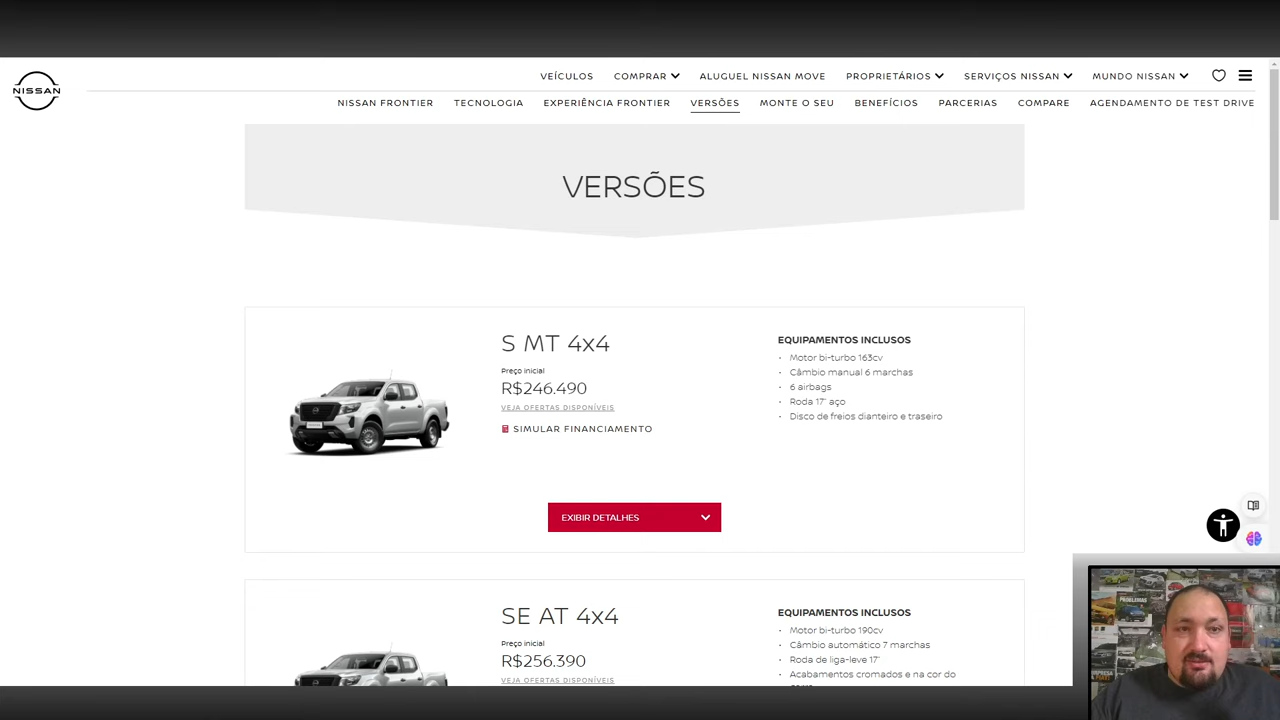 NISSAN
VEÍCULOS COMPRAR ALUGUEL NISSAN MOVE PROPRIETÁRIOS SERVIÇOS NISSAN MUNDO NISSAN
NISSAN FRONTIER TECNOLOGIA EXPERIÊNCIA FRONTIER VERSÕES MONTE O SEU BENEFÍCIOS PARCERIAS COMPARE AGENDAMENTO DE TEST DRIVE
VERSÕES
S MT 4x4
Preço inicial
R$246.490
VEJA OFERTAS DISPONÍVEIS
SIMULAR FINANCIAMENTO
EQUIPAMENTOS INCLUSOS
• Motor bi-turbo 163cv
• Câmbio manual 6 marchas
• 6 airbags
• Roda 17” aço
• Disco de freios dianteiro e traseiro
EXIBIR DETALHES
SE AT 4x4
Preço inicial
R$256.390
VEJA OFERTAS DISPONÍVEIS
EQUIPAMENTOS INCLUSOS
• Motor bi-turbo 190cv
• Câmbio automático 7 marchas
• Roda de liga-leve 17”
• Acabamentos cromados e na cor do